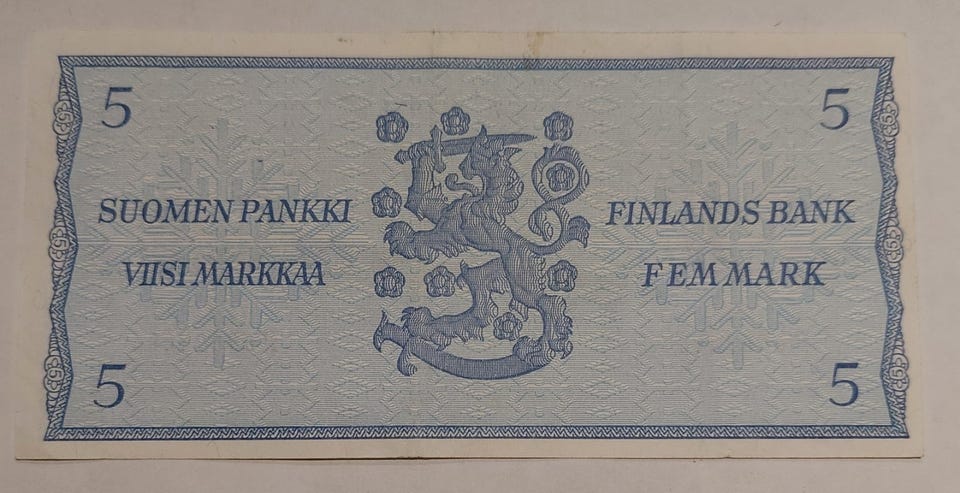 5 5
SUOMEN PANKKI FINLANDS BANK
VIISI MARKKAA FEM MARK
5 5